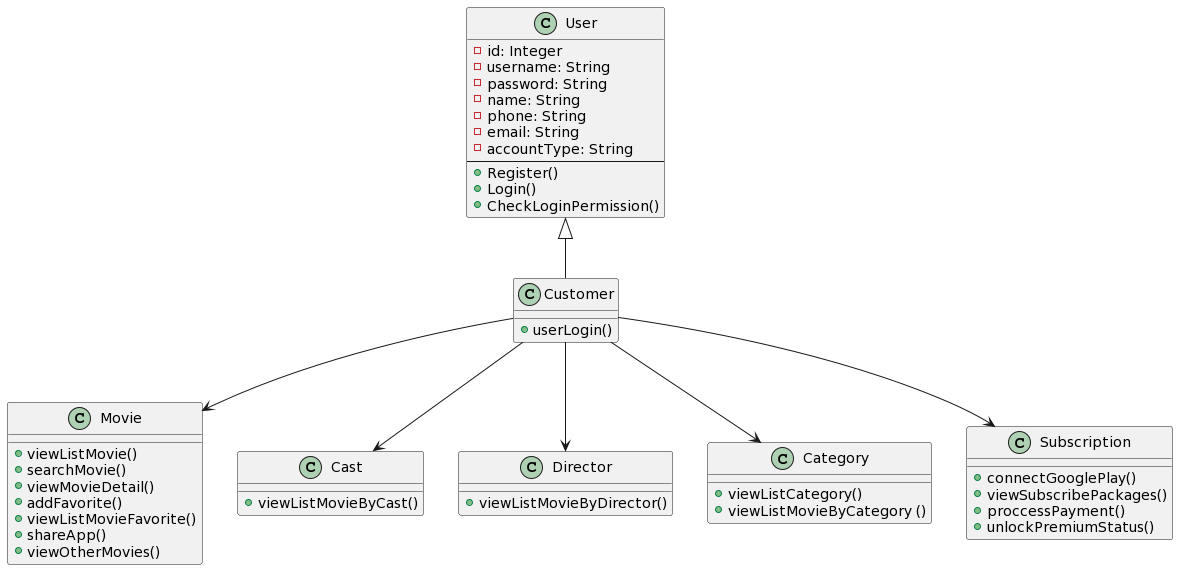 C User
id: Integer
username: String
password: String
name: String
phone: String
email: String
accountType: String
Register()
Login()
CheckLoginPermission()
C Customer
userLogin()
C Movie
viewListMovie()
searchMovie()
viewMovieDetail()
addFavorite()
viewListMovieFavorite()
shareApp()
viewOtherMovies()
C Cast
viewListMovieByCast()
C Director
viewListMovieByDirector()
C Category
viewListCategory()
viewListMovieByCategory ()
C Subscription
connectGooglePlay()
viewSubscribePackages()
proccessPayment()
unlockPremiumStatus()